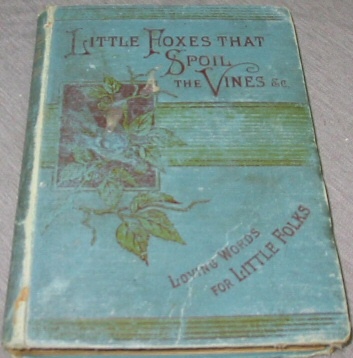 LITTLE FOXES THAT
SPOIL
THE VINES &C.
LOVING WORDS
FOR LITTLE FOLKS